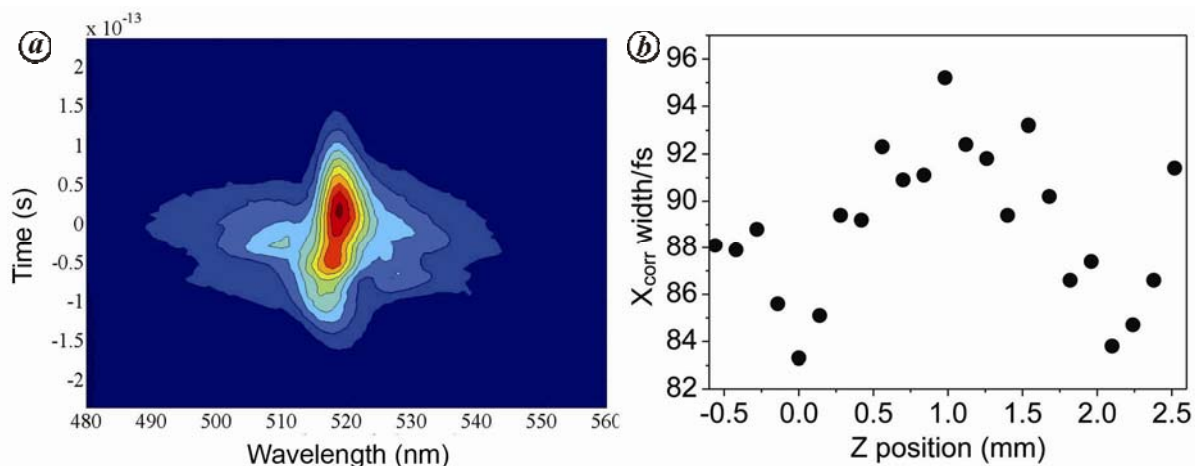 a
x 10-13
2
1.5
1
0.5
0
-0.5
-1
-1.5
-2
Time (s)
480 490 500 510 520 530 540 550 560
Wavelength (nm)
b
96
94
92
90
88
86
84
82
Xcorr width/fs
-0.5 0.0 0.5 1.0 1.5 2.0 2.5
Z position (mm)